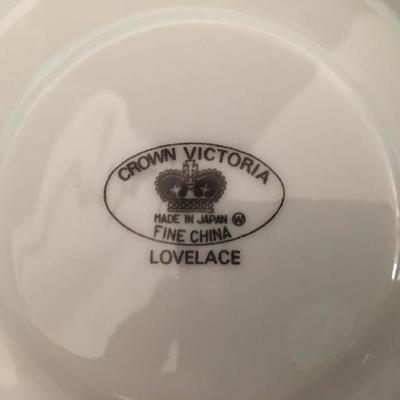 CROWN VICTORIA
MADE IN JAPAN W
FINE CHINA
LOVELACE